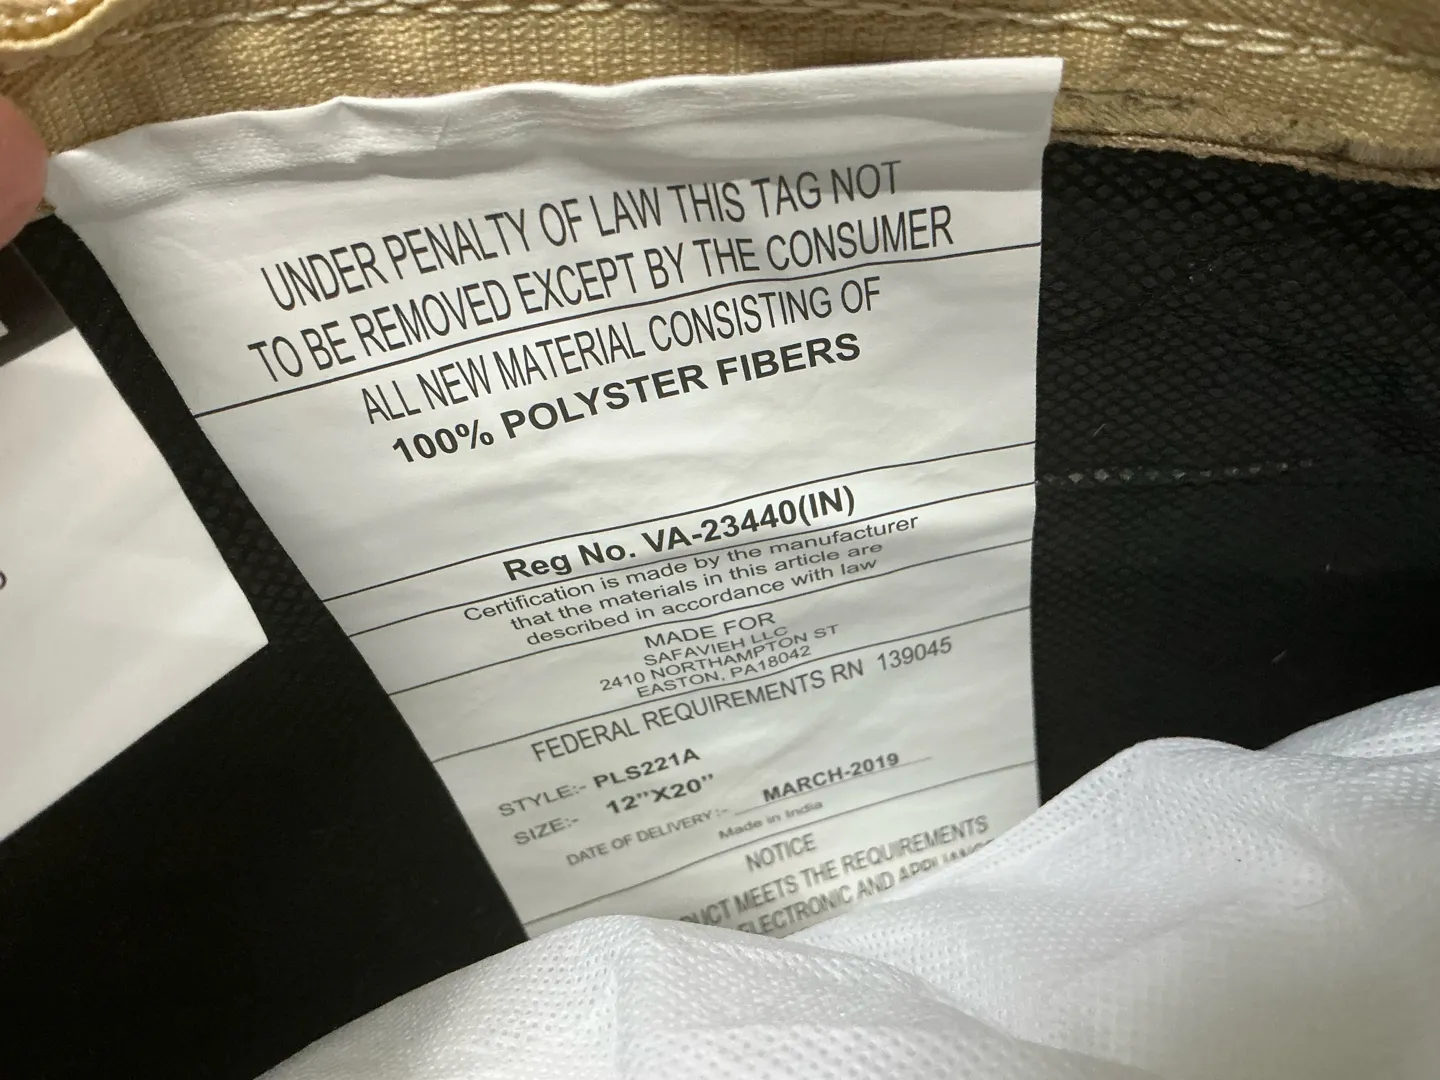 UNDER PENALTY OF LAW THIS TAG NOT
TO BE REMOVED EXCEPT BY THE CONSUMER
ALL NEW MATERIAL CONSISTING OF
100% POLYSTER FIBERS
Reg No. VA-23440(IN)
Certification is made by the manufacturer
that the materials in this article are
described in accordance with law
MADE FOR
SAFAVIEH LLC
2410 NORTHAMPTON ST
EASTON, PA18042
FEDERAL REQUIREMENTS RN 139045
STYLE:- PLS221A
SIZE:- 12"X20"
DATE OF DELIVERY:- MARCH-2019
Made in India
NOTICE
MEETS THE REQUIREMENTS
ELECTRONIC AND